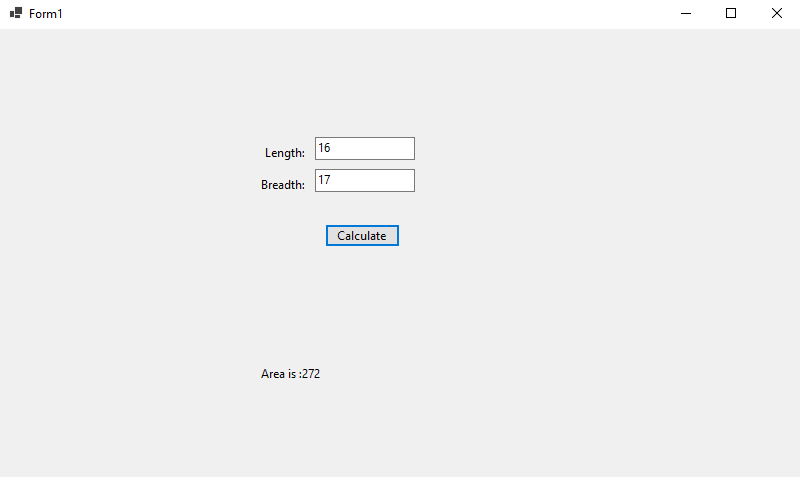 Form1
Length: 16
Breadth: 17
Calculate
Area is :272